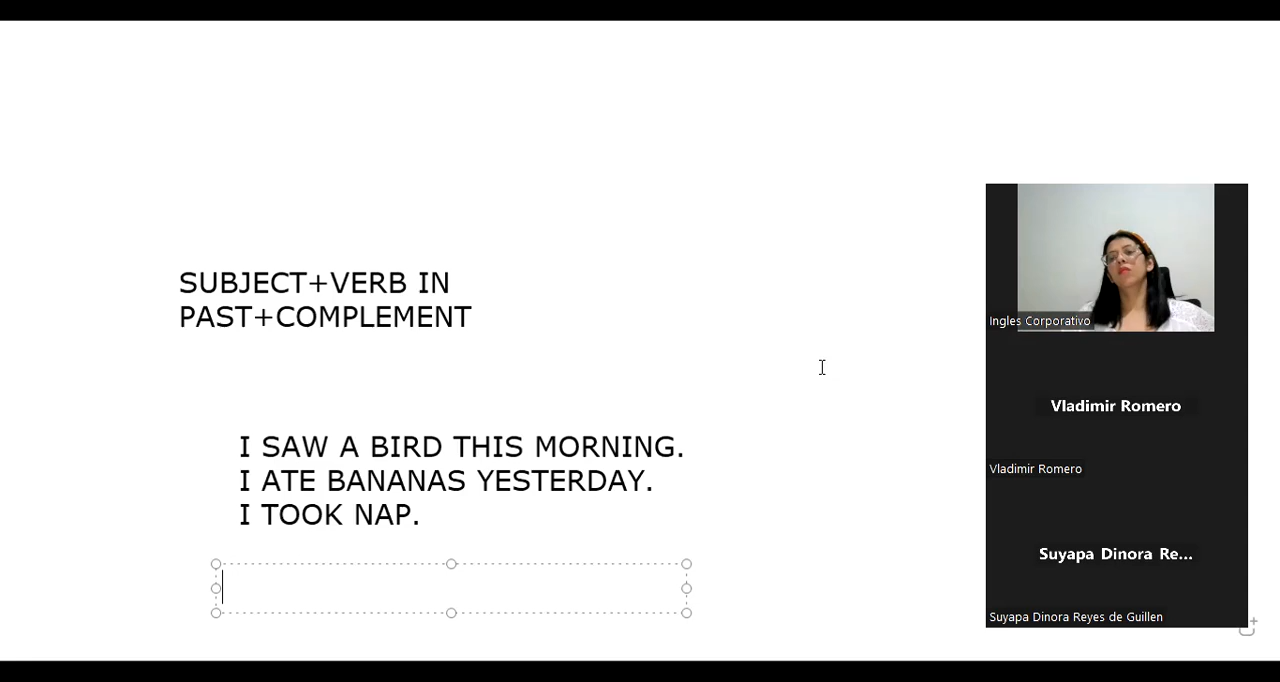 SUBJECT+VERB IN
PAST+COMPLEMENT
I SAW A BIRD THIS MORNING.
I ATE BANANAS YESTERDAY.
I TOOK NAP.
Ingles Corporativo
Vladimir Romero
Vladimir Romero
Suyapa Dinora Re...
Suyapa Dinora Reyes de Guillen